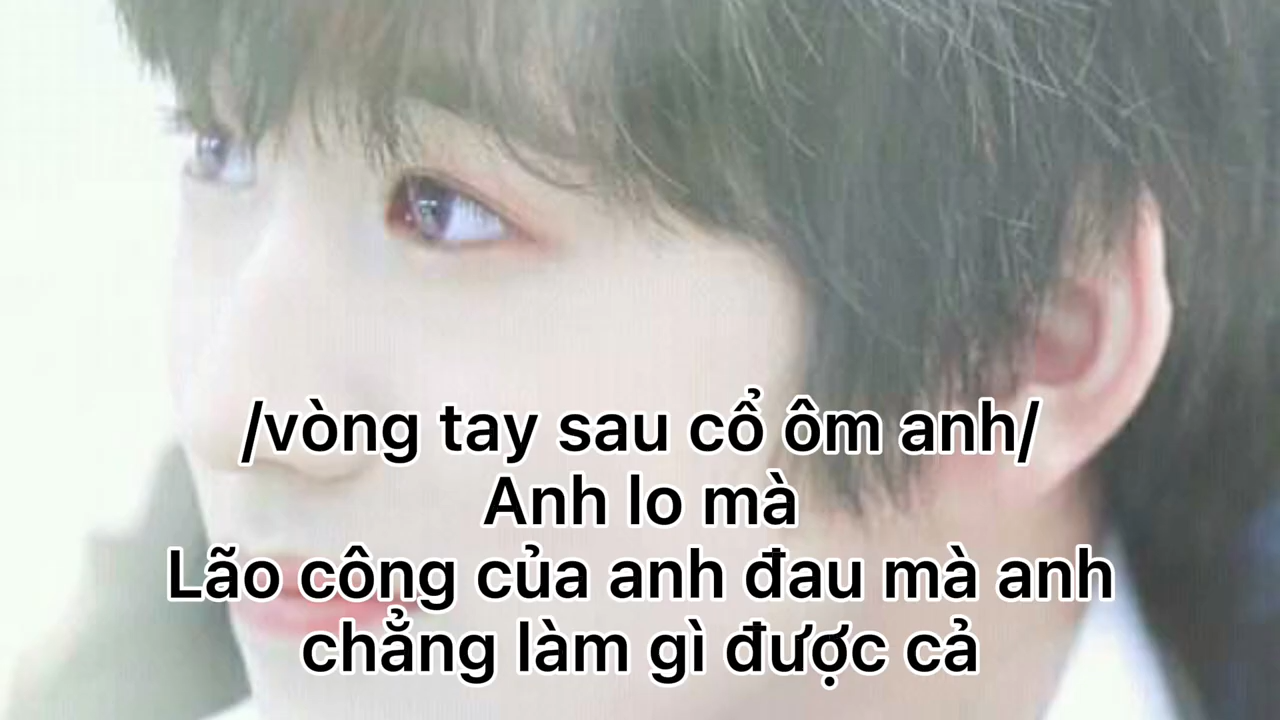 /vòng tay sau cổ ôm anh/
Anh lo mà
Lão công của anh đau mà anh
chẳng làm gì được cả